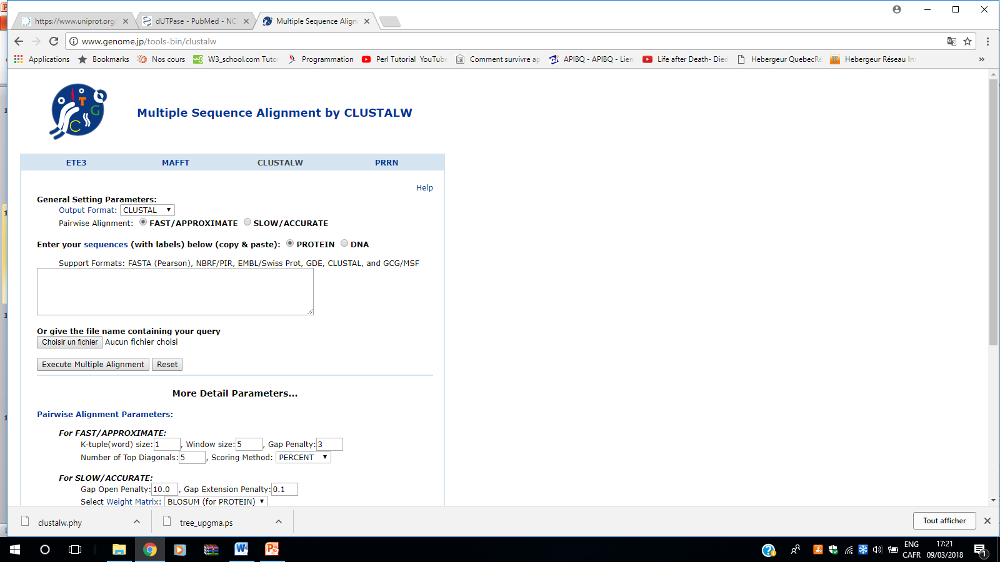 https://www.uniprot.org/
dUTPase - PubMed - NC
Multiple Sequence Align
www.genome.jp/tools-bin/clustalw
Applications Bookmarks Nos cours W3_school.com Tuto Programmation Perl Tutorial YouTub Comment survivre ap APIBQ - APIBQ - Lien Life after Death- Died Hebergeur QuebecRe Hebergeur Réseau In »
T
G
C
Multiple Sequence Alignment by CLUSTALW
ETE3 MAFFT CLUSTALW PRRN
Help
General Setting Parameters:
Output Format: CLUSTAL
Pairwise Alignment: FAST/APPROXIMATE SLOW/ACCURATE
Enter your sequences (with labels) below (copy & paste): PROTEIN DNA
Support Formats: FASTA (Pearson), NBRF/PIR, EMBL/Swiss Prot, GDE, CLUSTAL, and GCG/MSF
Or give the file name containing your query
Choisir un fichier Aucun fichier choisi
Execute Multiple Alignment Reset
More Detail Parameters...
Pairwise Alignment Parameters:
For FAST/APPROXIMATE:
K-tuple(word) size: 1 , Window size: 5 , Gap Penalty: 3
Number of Top Diagonals: 5 , Scoring Method: PERCENT
For SLOW/ACCURATE:
Gap Open Penalty: 10.0 , Gap Extension Penalty: 0.1
Select Weight Matrix: BLOSUM (for PROTEIN)
clustalw.phy tree_upgma.ps Tout afficher
ENG 17:21
CAFR 09/03/2018
1